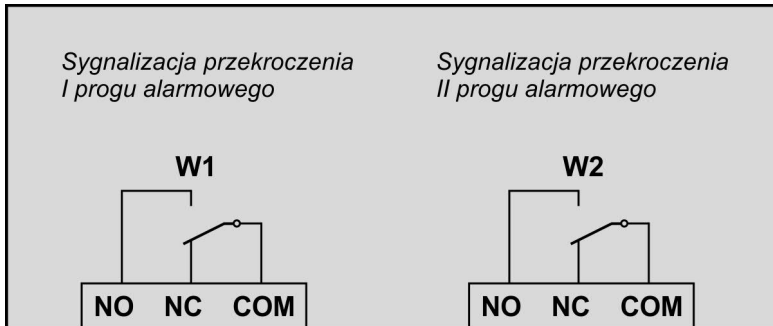 Sygnalizacja przekroczenia
I progu alarmowego
W1
NO NC COM
Sygnalizacja przekroczenia
II progu alarmowego
W2
NO NC COM